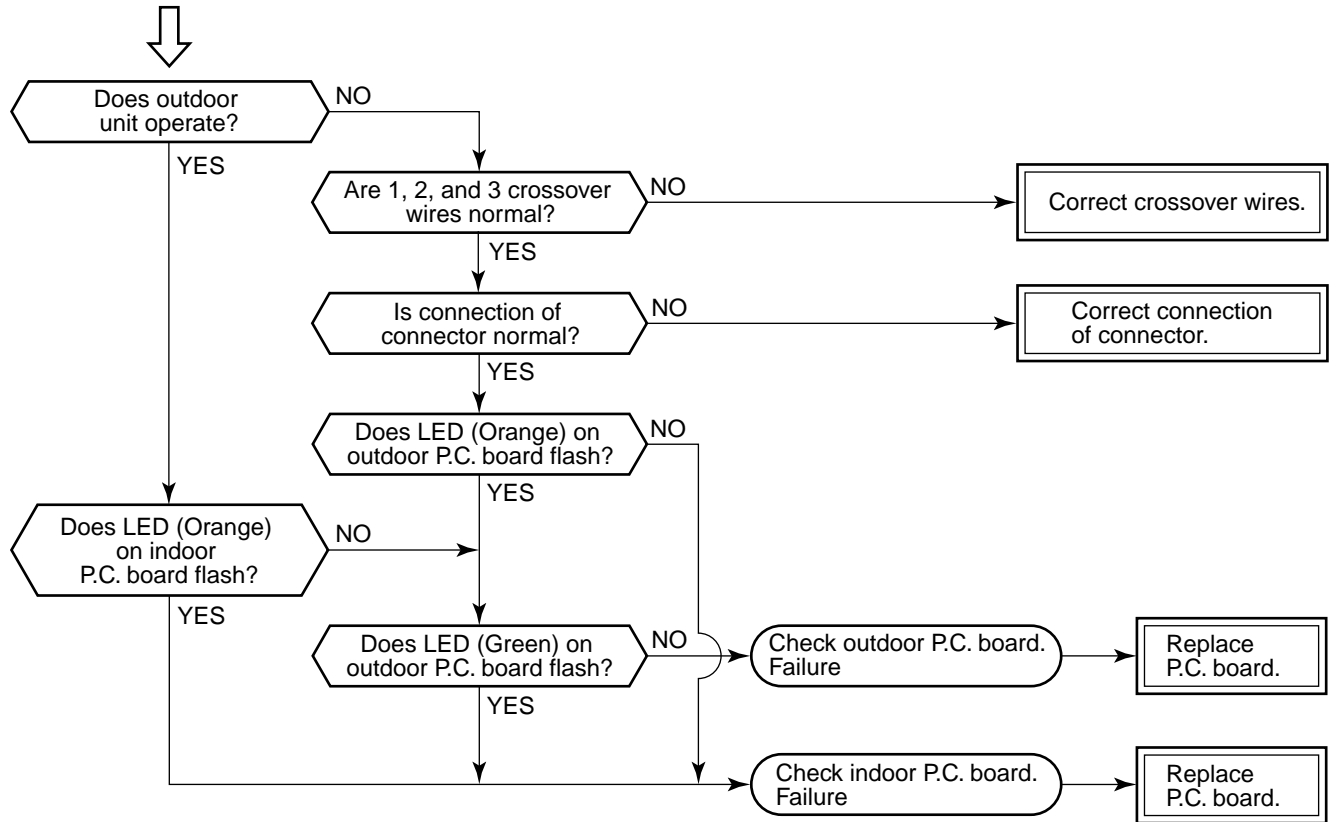 Does outdoor
unit operate?
NO
YES
Are 1, 2, and 3 crossover
wires normal?
NO
Correct crossover wires.
YES
Is connection of
connector normal?
NO
Correct connection
of connector.
YES
Does LED (Orange) on
outdoor P.C. board flash?
NO
YES
Does LED (Orange)
on indoor
P.C. board flash?
NO
YES
Does LED (Green) on
outdoor P.C. board flash?
NO
Check outdoor P.C. board.
Failure
Replace
P.C. board.
YES
Check indoor P.C. board.
Failure
Replace
P.C. board.